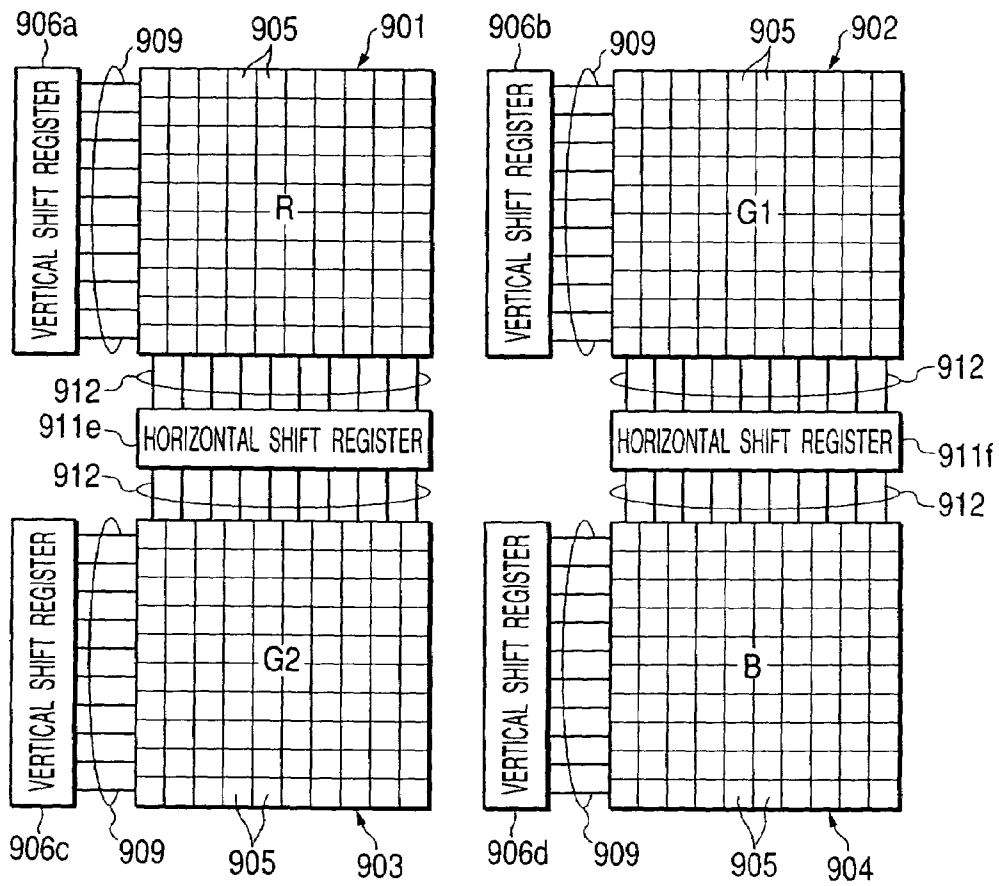 906a 909 905 901 906b 909 905 902
VERTICAL SHIFT REGISTER
R
VERTICAL SHIFT REGISTER
G1
912 912
911e HORIZONTAL SHIFT REGISTER HORIZONTAL SHIFT REGISTER 911f
912 912
VERTICAL SHIFT REGISTER
G2
VERTICAL SHIFT REGISTER
B
906c 909 905 903 906d 909 905 904